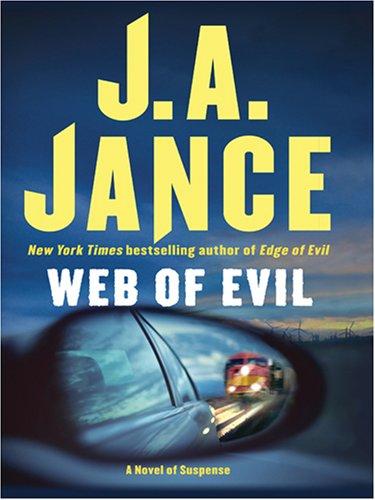 J.A.
JANCE
New York Times bestselling author of Edge of Evil
WEB OF EVIL
A Novel of Suspense